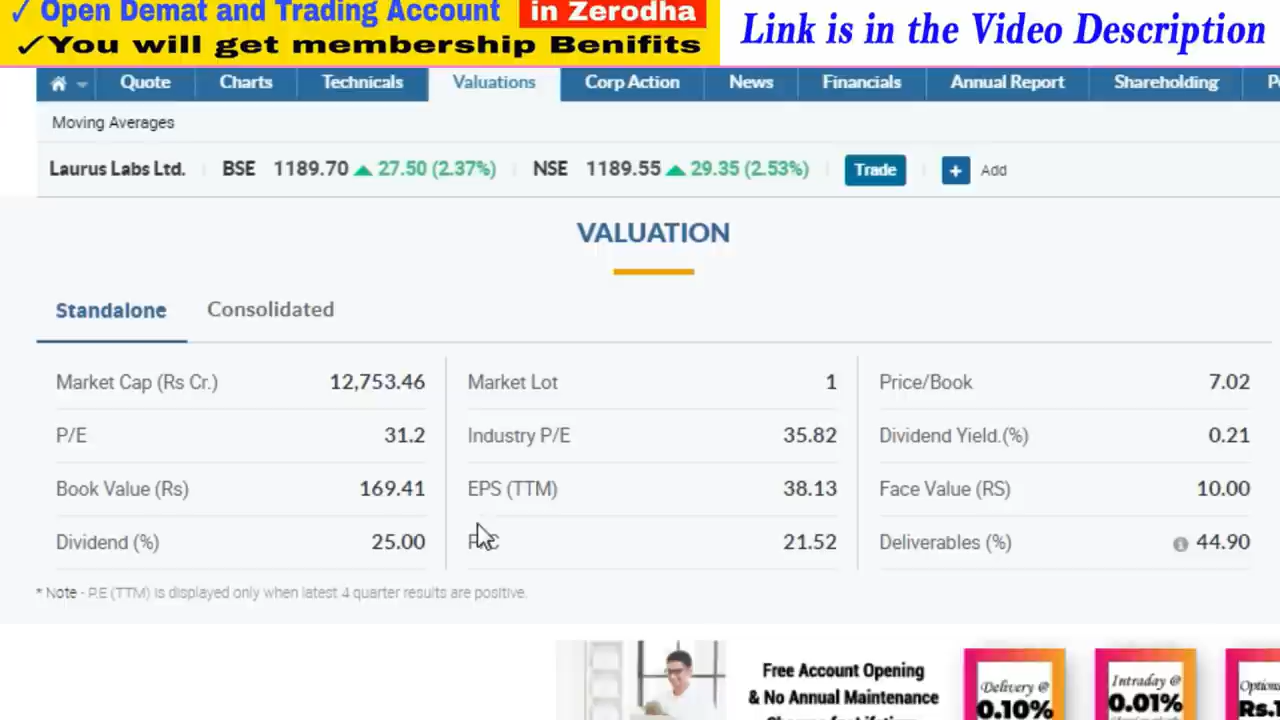 ✓ Open Demat and Trading Account in Zerodha
✓You will get membership Benifits
Link is in the Video Description
Quote Charts Technicals Valuations Corp Action News Financials Annual Report Shareholding
Moving Averages
Laurus Labs Ltd. BSE 1189.70 27.50 (2.37%) NSE 1189.55 29.35 (2.53%) Trade + Add
VALUATION
Standalone Consolidated
Market Cap (Rs Cr.) 12,753.46 Market Lot 1 Price/Book 7.02
P/E 31.2 Industry P/E 35.82 Dividend Yield.(%) 0.21
Book Value (Rs) 169.41 EPS (TTM) 38.13 Face Value (RS) 10.00
Dividend (%) 25.00 P/C 21.52 Deliverables (%) 44.90
* Note - P.E (TTM) is displayed only when latest 4 quarter results are positive.
Free Account Opening
& No Annual Maintenance
Delivery @
0.10%
Intraday @
0.01%